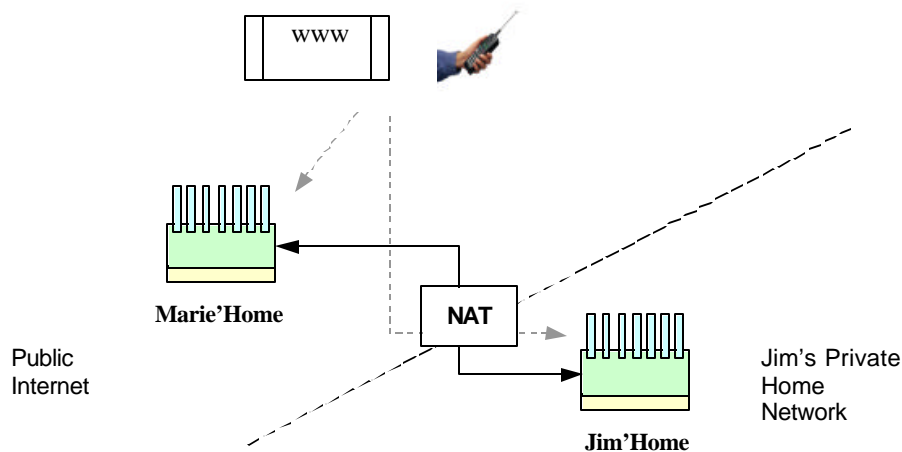 WWW
Marie’Home
NAT
Public
Internet
Jim’s Private
Home
Network
Jim’Home